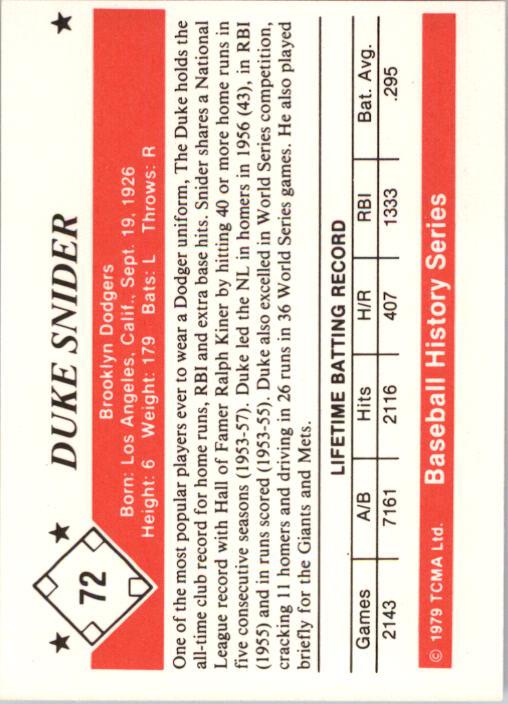 72
DUKE SNIDER
Brooklyn Dodgers
Born: Los Angeles, Calif., Sept. 19, 1926
Height: 6 Weight: 179 Bats: L Throws: R
One of the most popular players ever to wear a Dodger uniform, The Duke holds the
all-time club record for home runs, RBI and extra base hits. Snider shares a National
League record with Hall of Famer Ralph Kiner by hitting 40 or more home runs in
five consecutive seasons (1953-57). Duke led the NL in homers in 1956 (43), in RBI
(1955) and in runs scored (1953-55). Duke also excelled in World Series competition,
cracking 11 homers and driving in 26 runs in 36 World Series games. He also played
briefly for the Giants and Mets.
LIFETIME BATTING RECORD
Games A/B Hits H/R RBI Bat. Avg.
2143 7161 2116 407 1333 .295
© 1979 TCMA Ltd. Baseball History Series